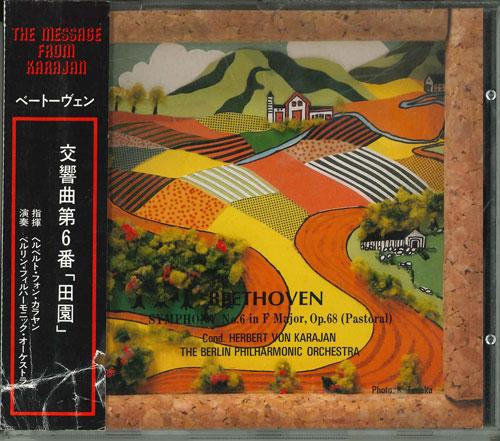 THE MESSAGE
FROM
KARAJAN
ベートーヴェン
交響曲第6番「田園」
指揮 ヘルベルト・フォン・カラヤン
演奏 ベルリン・フィルハーモニック・オーケストラ
BEETHOVEN
SYMPHONY No.6 in F Major, Op.68 (Pastoral)
Cond. HERBERT VON KARAJAN
THE BERLIN PHILHARMONIC ORCHESTRA
Photo. K. Tanaka